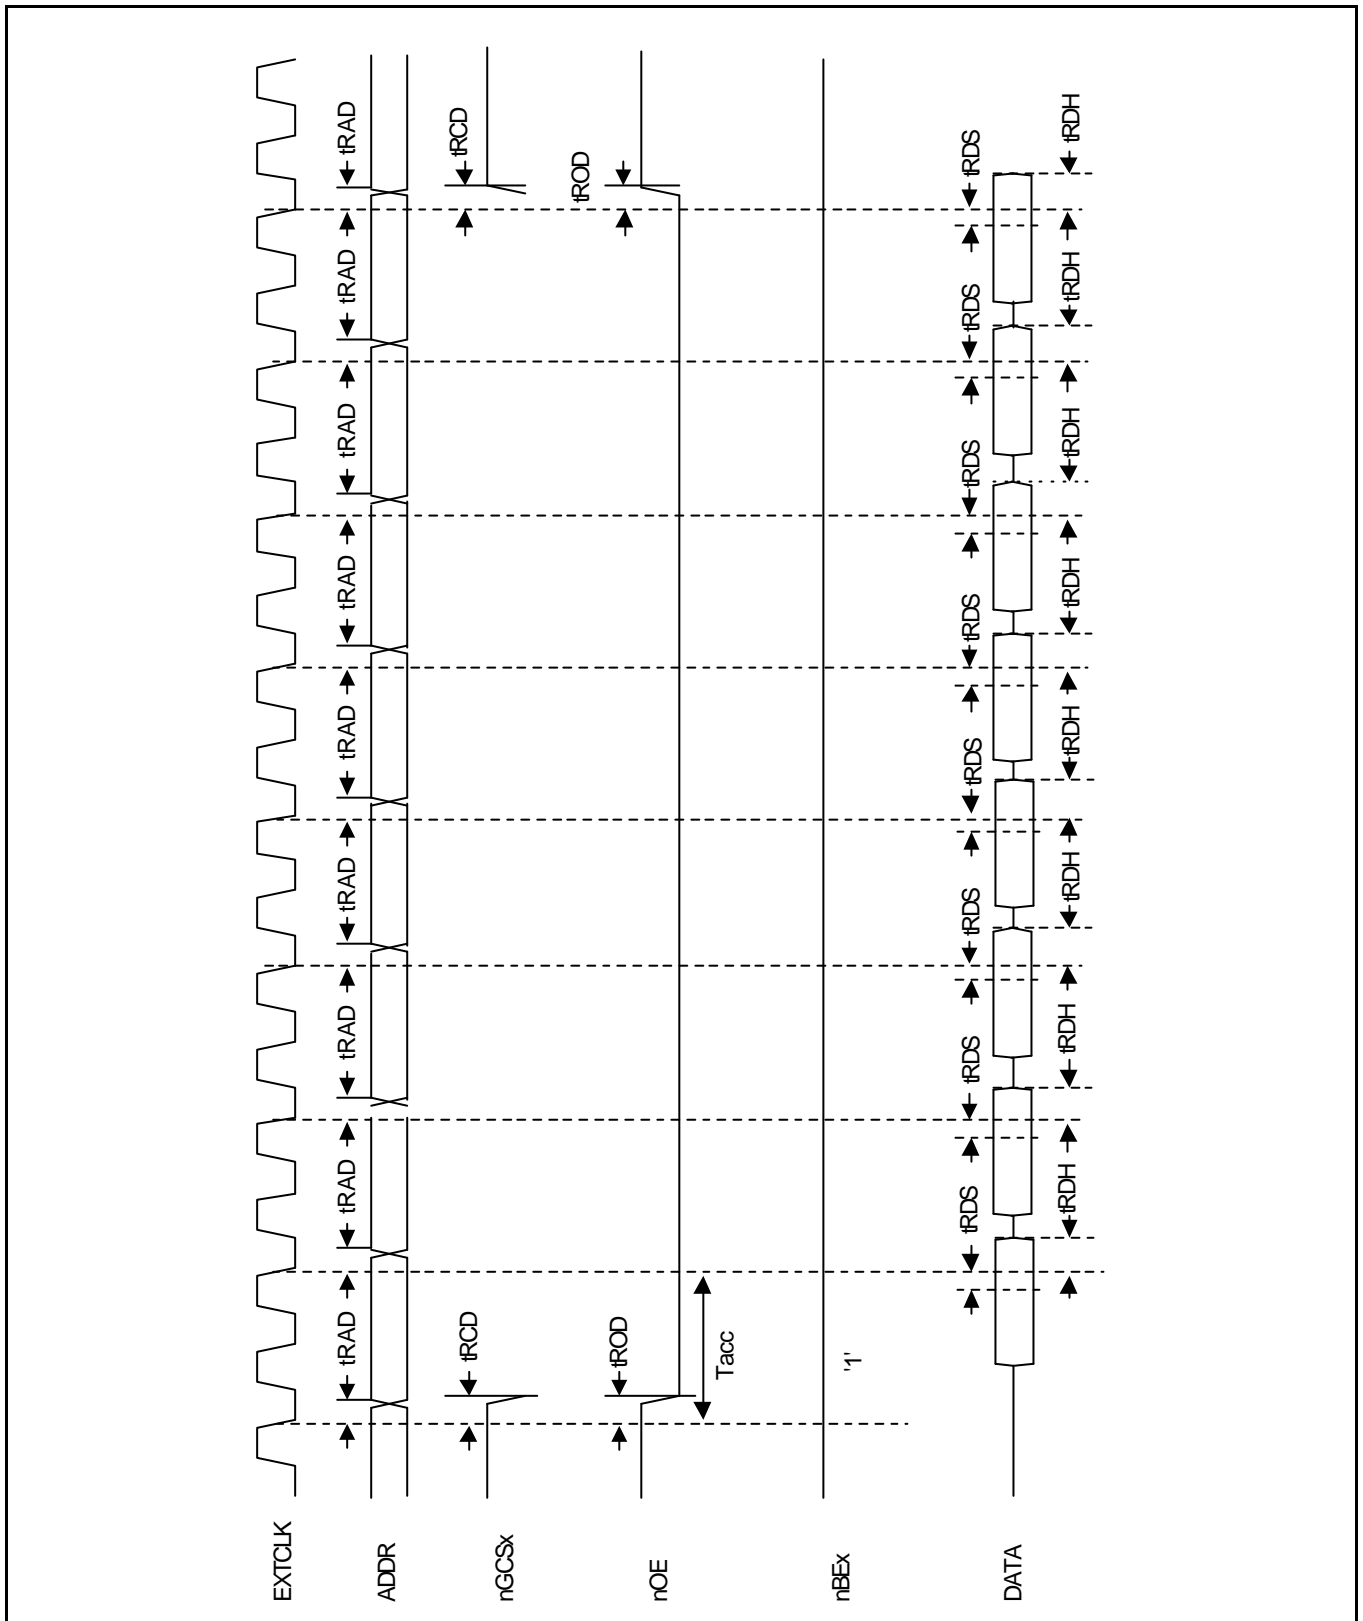 EXTCLK
tRAD tRAD tRAD tRAD tRAD tRAD tRAD tRAD tRAD
ADDR
tRCD tRCD
nGCSx
tROD tROD
nOE
Tacc
nBEx
'1'
tRDS tRDS tRDS tRDS tRDS tRDS tRDS tRDS
DATA
tRDH tRDH tRDH tRDH tRDH tRDH tRDH tRDH